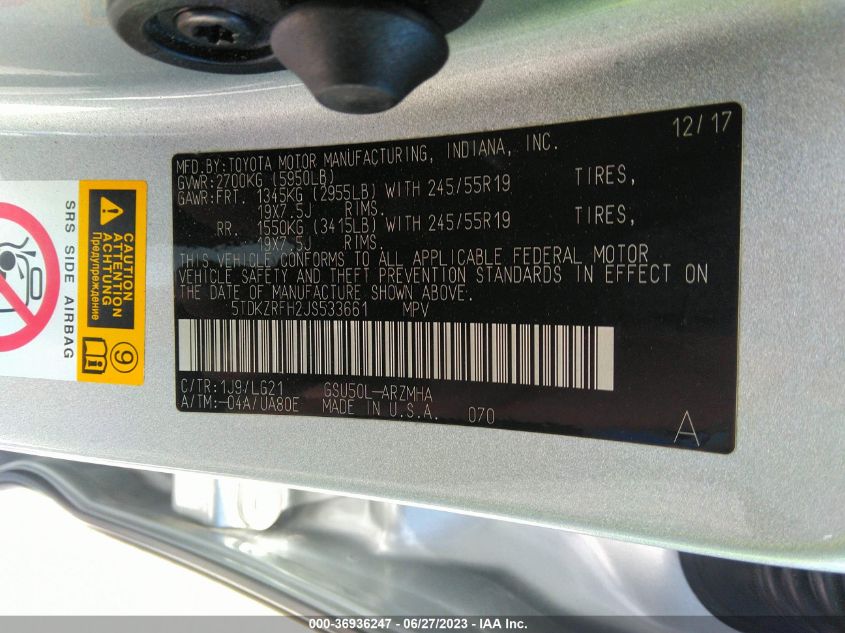 12/17
MFD.BY:TOYOTA MOTOR MANUFACTURING, INDIANA, INC.
GVWR:2700KG (5950LB)
GAWR:FRT. 1345KG (2955LB) WITH 245/55R19 TIRES,
19X7.5J RIMS.
RR. 1550KG (3415LB) WITH 245/55R19 TIRES,
19X7.5J RIMS.
THIS VEHICLE CONFORMS TO ALL APPLICABLE FEDERAL MOTOR
VEHICLE SAFETY AND THEFT PREVENTION STANDARDS IN EFFECT ON
THE DATE OF MANUFACTURE SHOWN ABOVE.
5TDKZRFH2JS533661 MPV
C/TR:1J9/LG21 GSU50L-ARZMHA
A/TM:-04A/UA80E MADE IN U.S.A. 070
A
SRS SIDE AIRBAG
CAUTION
ATTENTION
ACHTUNG
Предупреждение
9
000-36936247 - 06/27/2023 - IAA Inc.